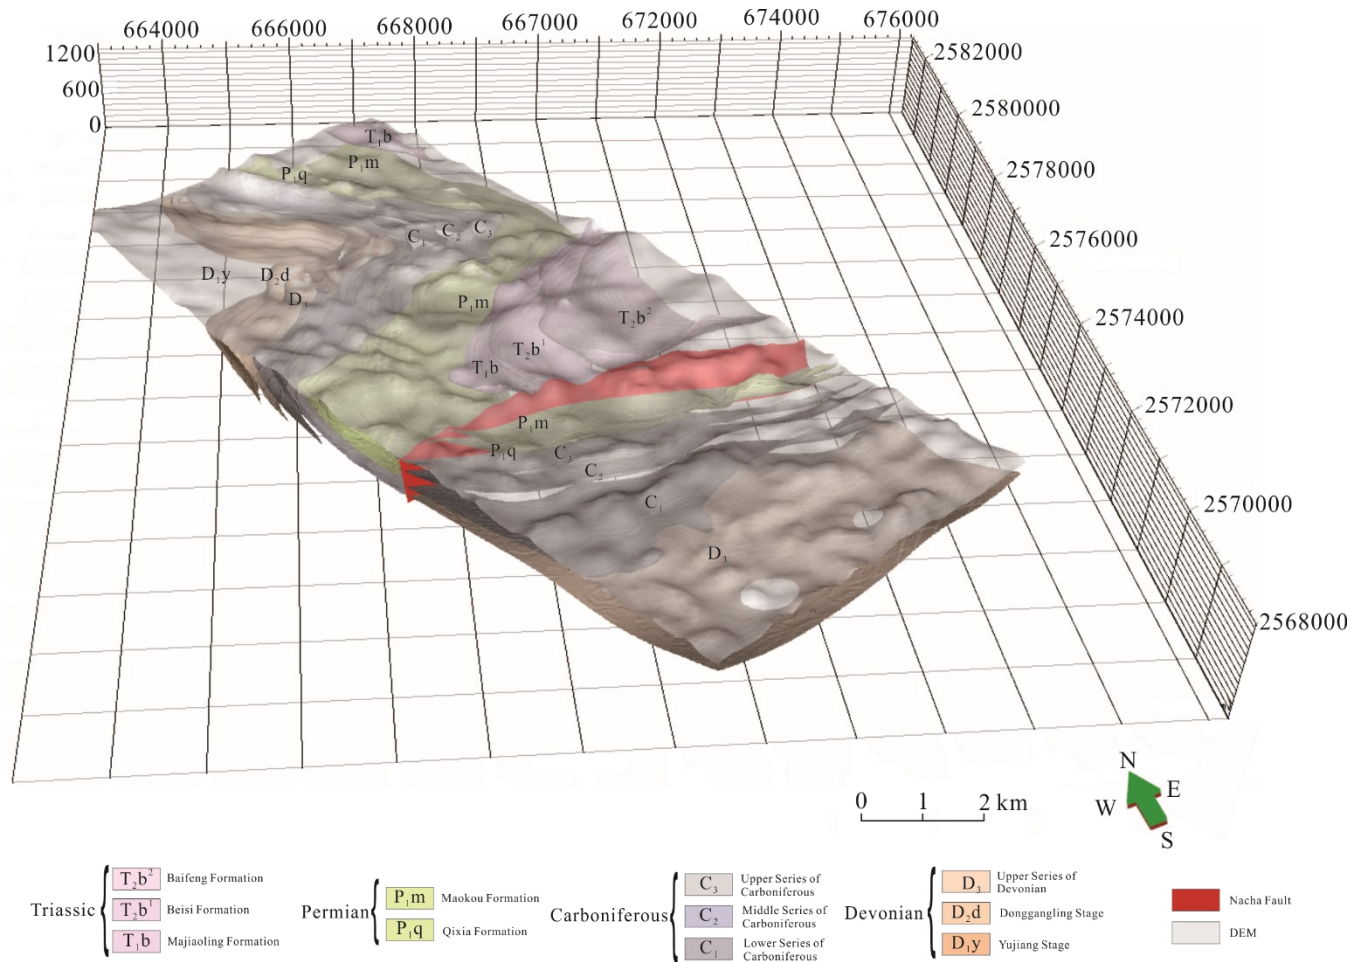 664000 666000 668000 667000 672000 674000 676000
1200
600
0
2582000
2580000
2578000
2576000
2574000
2572000
2570000
2568000
T₁b
P₁m
P₁q
C₁ C₂ C₃
D₁y D₂d
D₃
P₁m
T₂b²
T₂b¹
T₁b
P₁m
P₁q C₃
C₂
C₁
D₃
N
W E
S
0 1 2 km
Triassic
T₂b² Baifeng Formation
T₂b¹ Beisi Formation
T₁b Majiaoling Formation
Permian
P₁m Maokou Formation
P₁q Qixia Formation
Carboniferous
C₃ Upper Series of
Carboniferous
C₂ Middle Series of
Carboniferous
C₁ Lower Series of
Carboniferous
Devonian
D₃ Upper Series of
Devonian
D₂d Donggangling Stage
D₁y Yujiang Stage
Nacha Fault
DEM